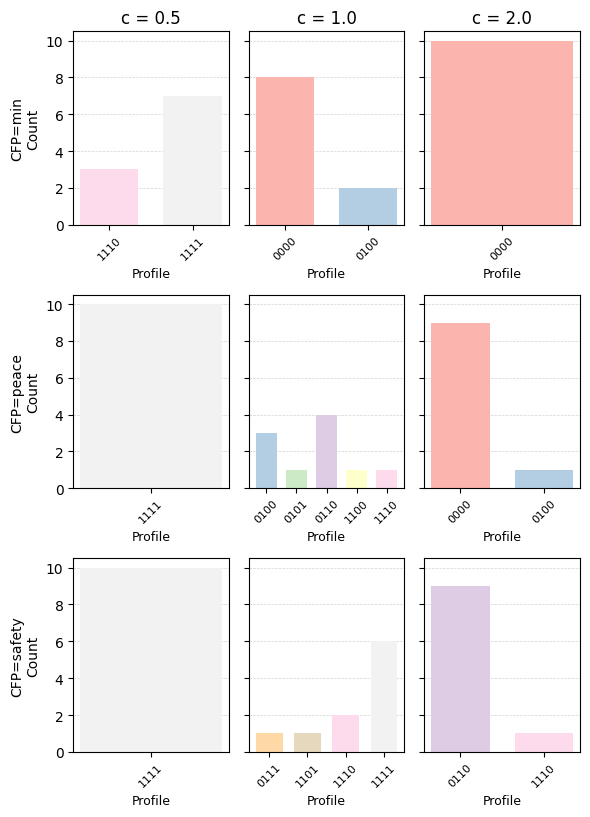 c = 0.5
c = 1.0
c = 2.0
CFP=min
Count
10
8
6
4
2
0
1110
1111
Profile
0000
0100
Profile
0000
Profile
CFP=peace
Count
10
8
6
4
2
0
1111
Profile
0100
0101
0110
1100
1110
Profile
0000
0100
Profile
CFP=safety
Count
10
8
6
4
2
0
1111
Profile
0111
1101
1110
1111
Profile
0110
1110
Profile